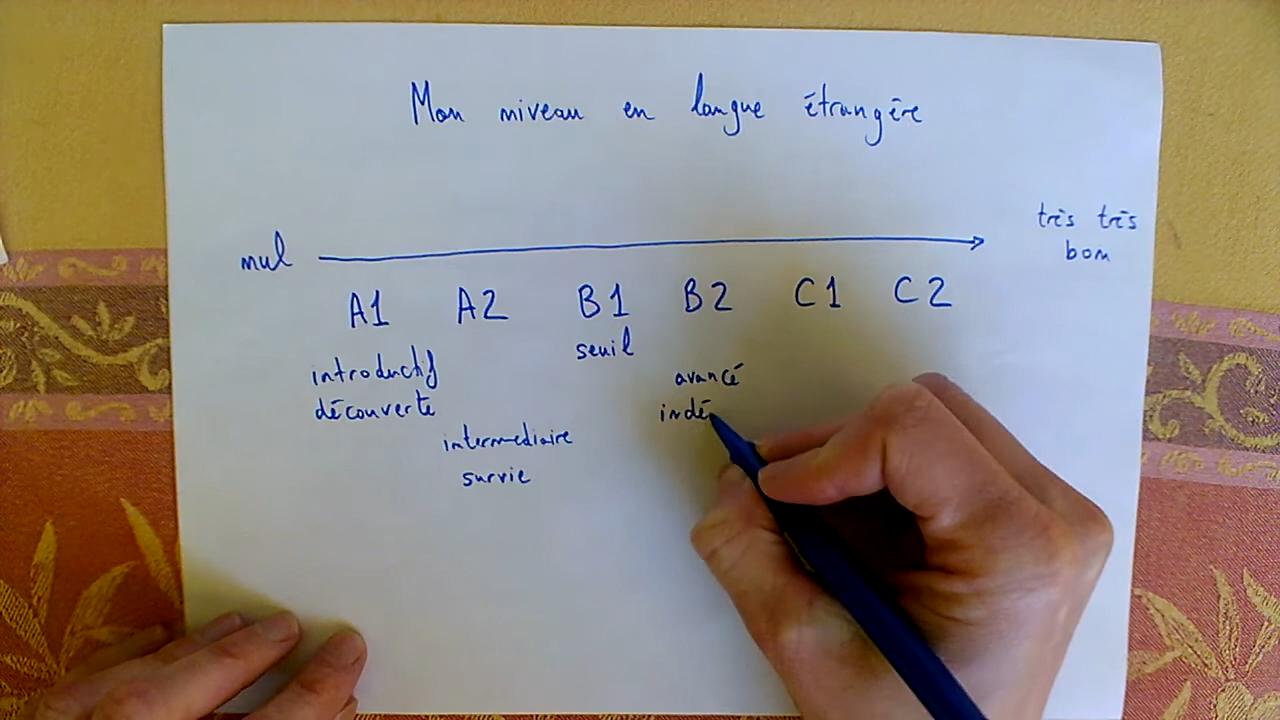 Mon niveau en langue étrangère
très très
bon
nul
A1 A2 B1 B2 C1 C2
seuil
introductif
découverte
avancé
indé
intermediaire
survie